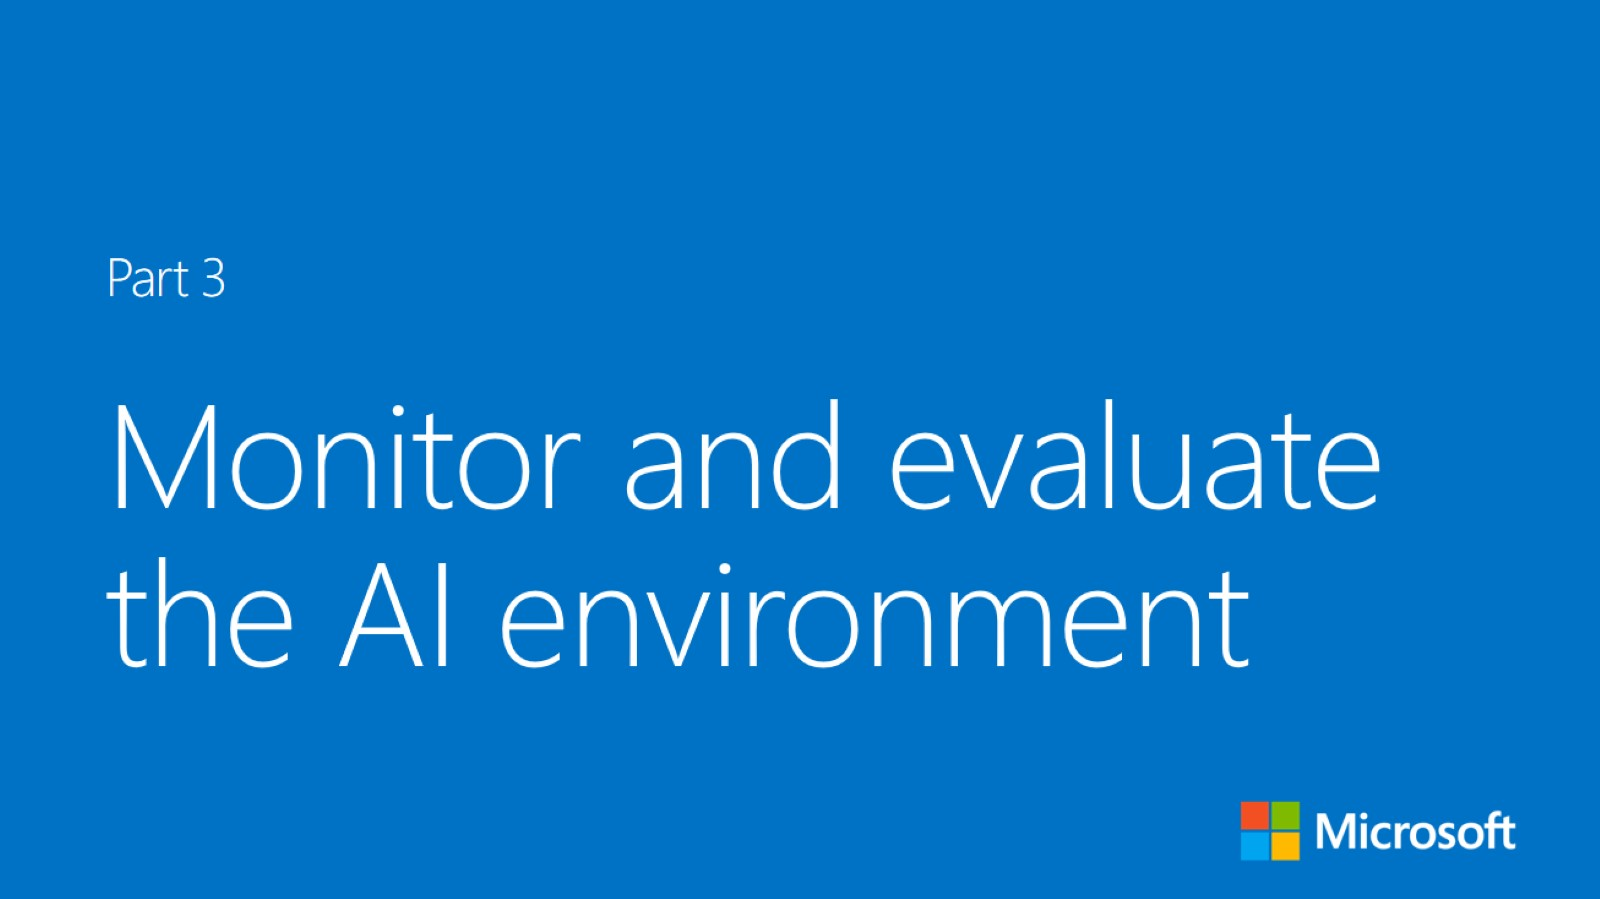 Part 3
Monitor and evaluate
the AI environment
Microsoft